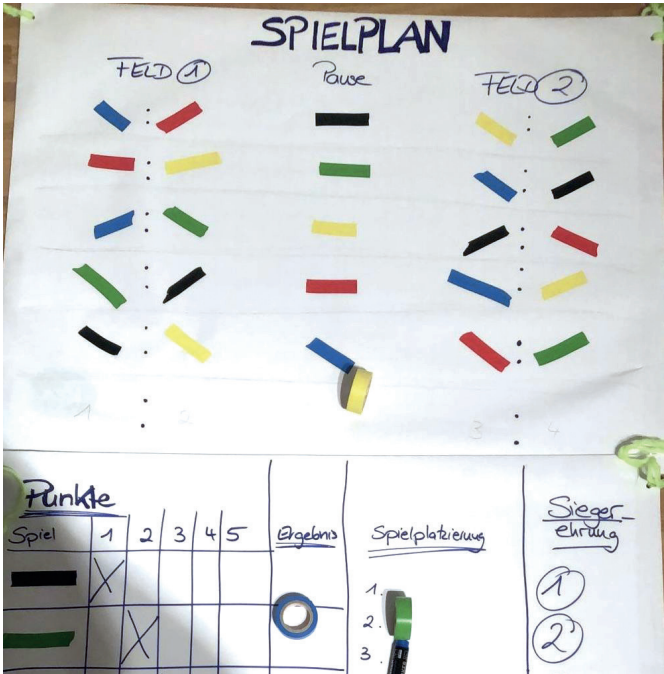 SPIELPLAN
FELD 1 Pause FELD 2
:
:
:
:
:
1 : 2 3 : 4
Punkte
Spiel 1 2 3 4 5 Ergebnis Spielplatzierung Sieger-
ehrung
X
X
1.
2.
3.
1
2